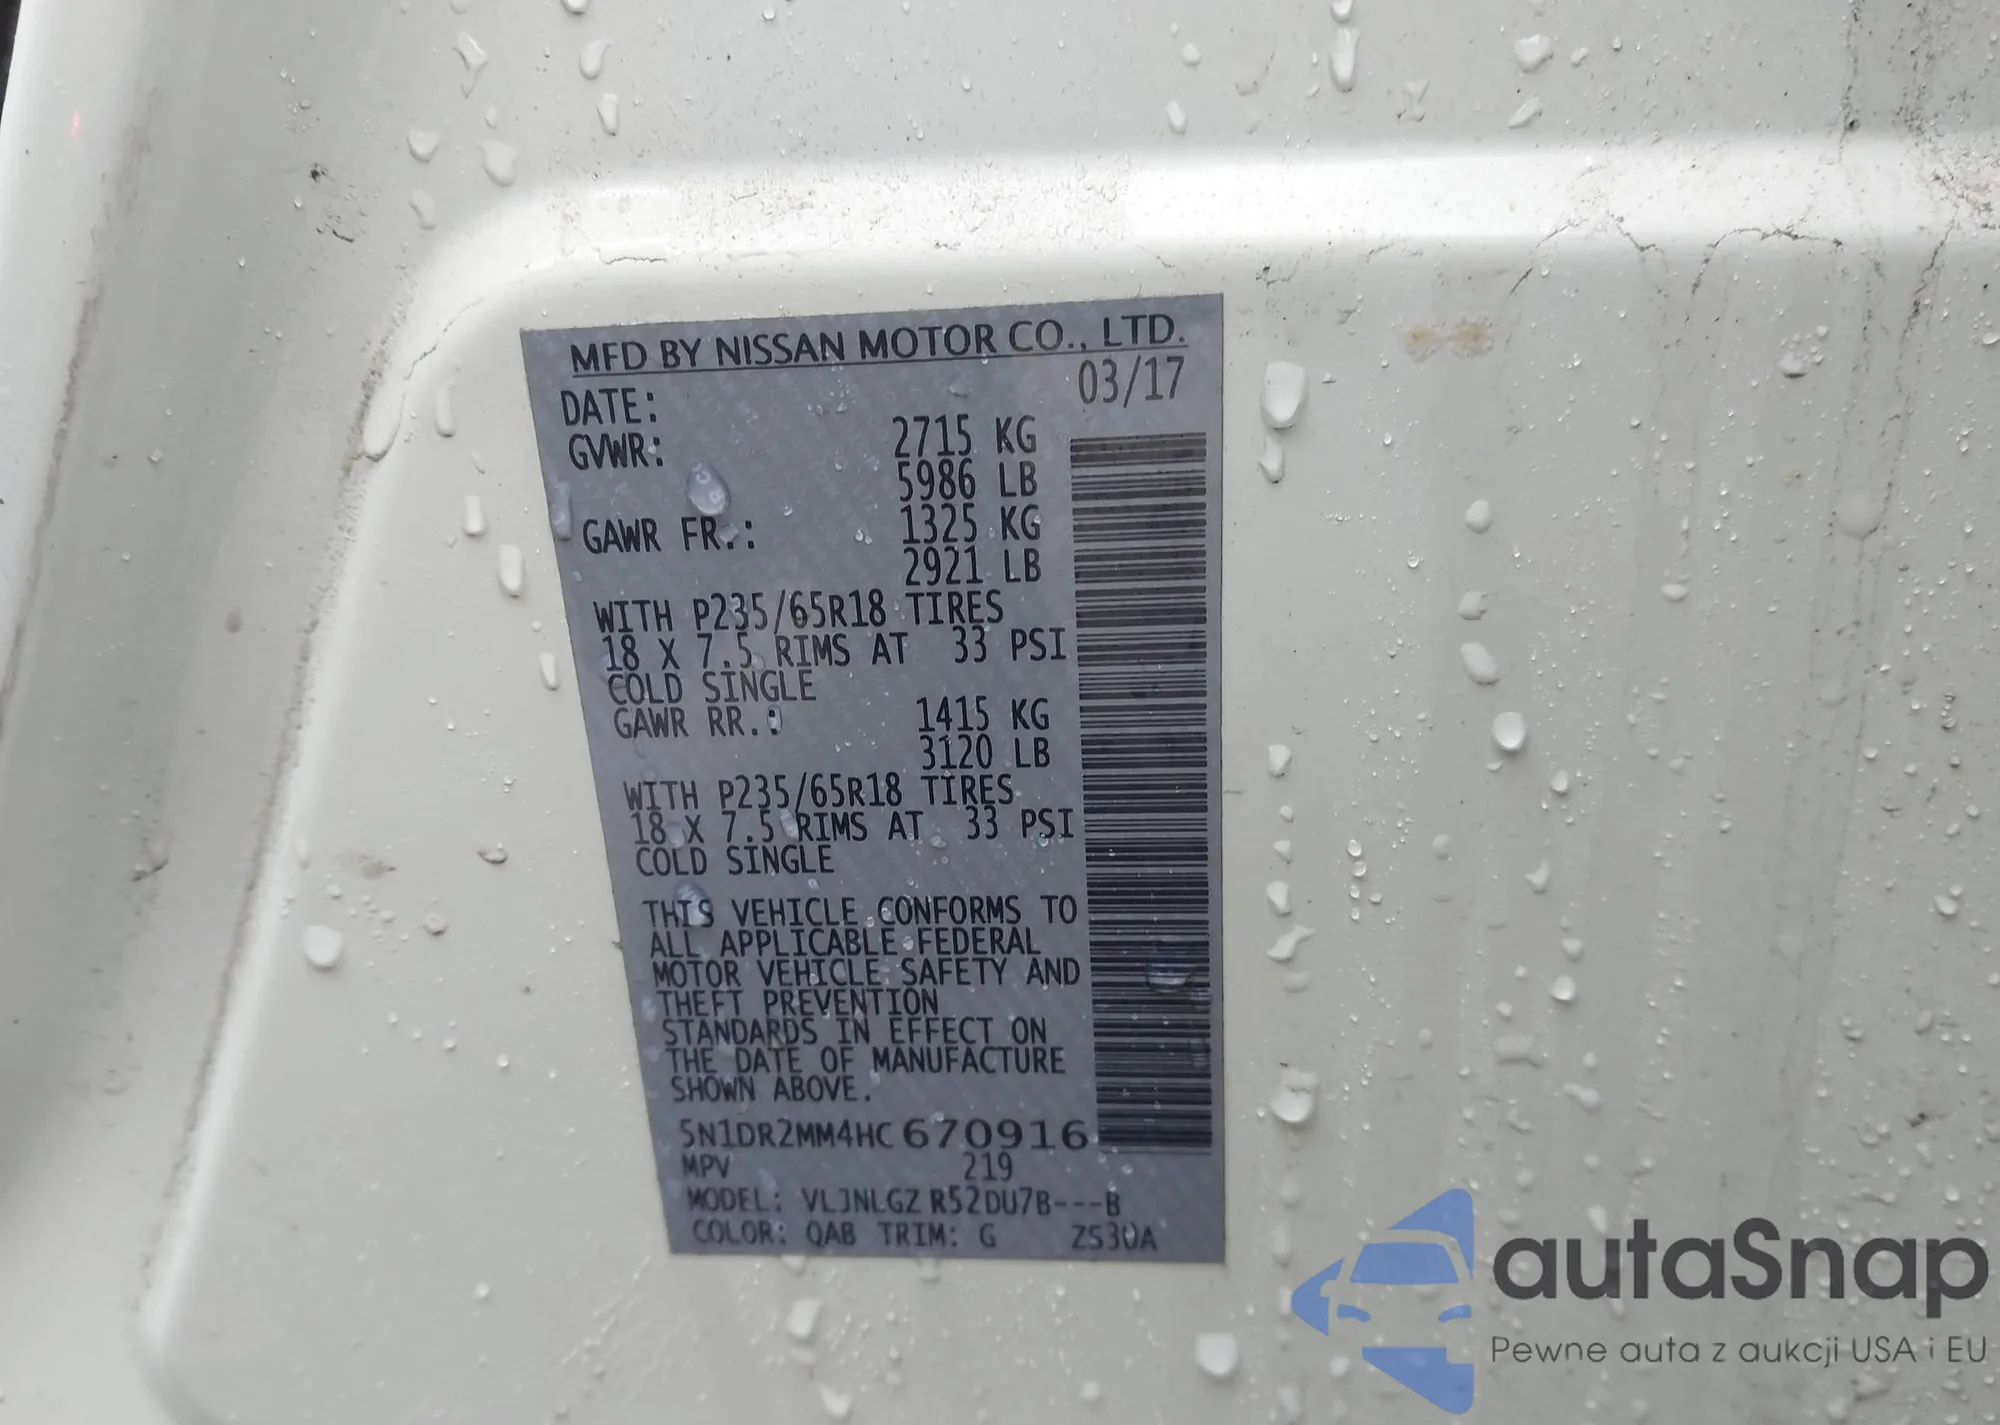 MFD BY NISSAN MOTOR CO., LTD.
DATE: 03/17
GVWR: 2715 KG
5986 LB
GAWR FR.: 1325 KG
2921 LB
WITH P235/65R18 TIRES
18 X 7.5 RIMS AT 33 PSI
COLD SINGLE
GAWR RR.: 1415 KG
3120 LB
WITH P235/65R18 TIRES
18 X 7.5 RIMS AT 33 PSI
COLD SINGLE
THIS VEHICLE CONFORMS TO
ALL APPLICABLE FEDERAL
MOTOR VEHICLE SAFETY AND
THEFT PREVENTION
STANDARDS IN EFFECT ON
THE DATE OF MANUFACTURE
SHOWN ABOVE.
5N1DR2MM4HC670916
MPV 219
MODEL: VLJNLGZ R52DU7B---B
COLOR: QAB TRIM: G ZS30A
autaSnap
Pewne auta z aukcji USA i EU